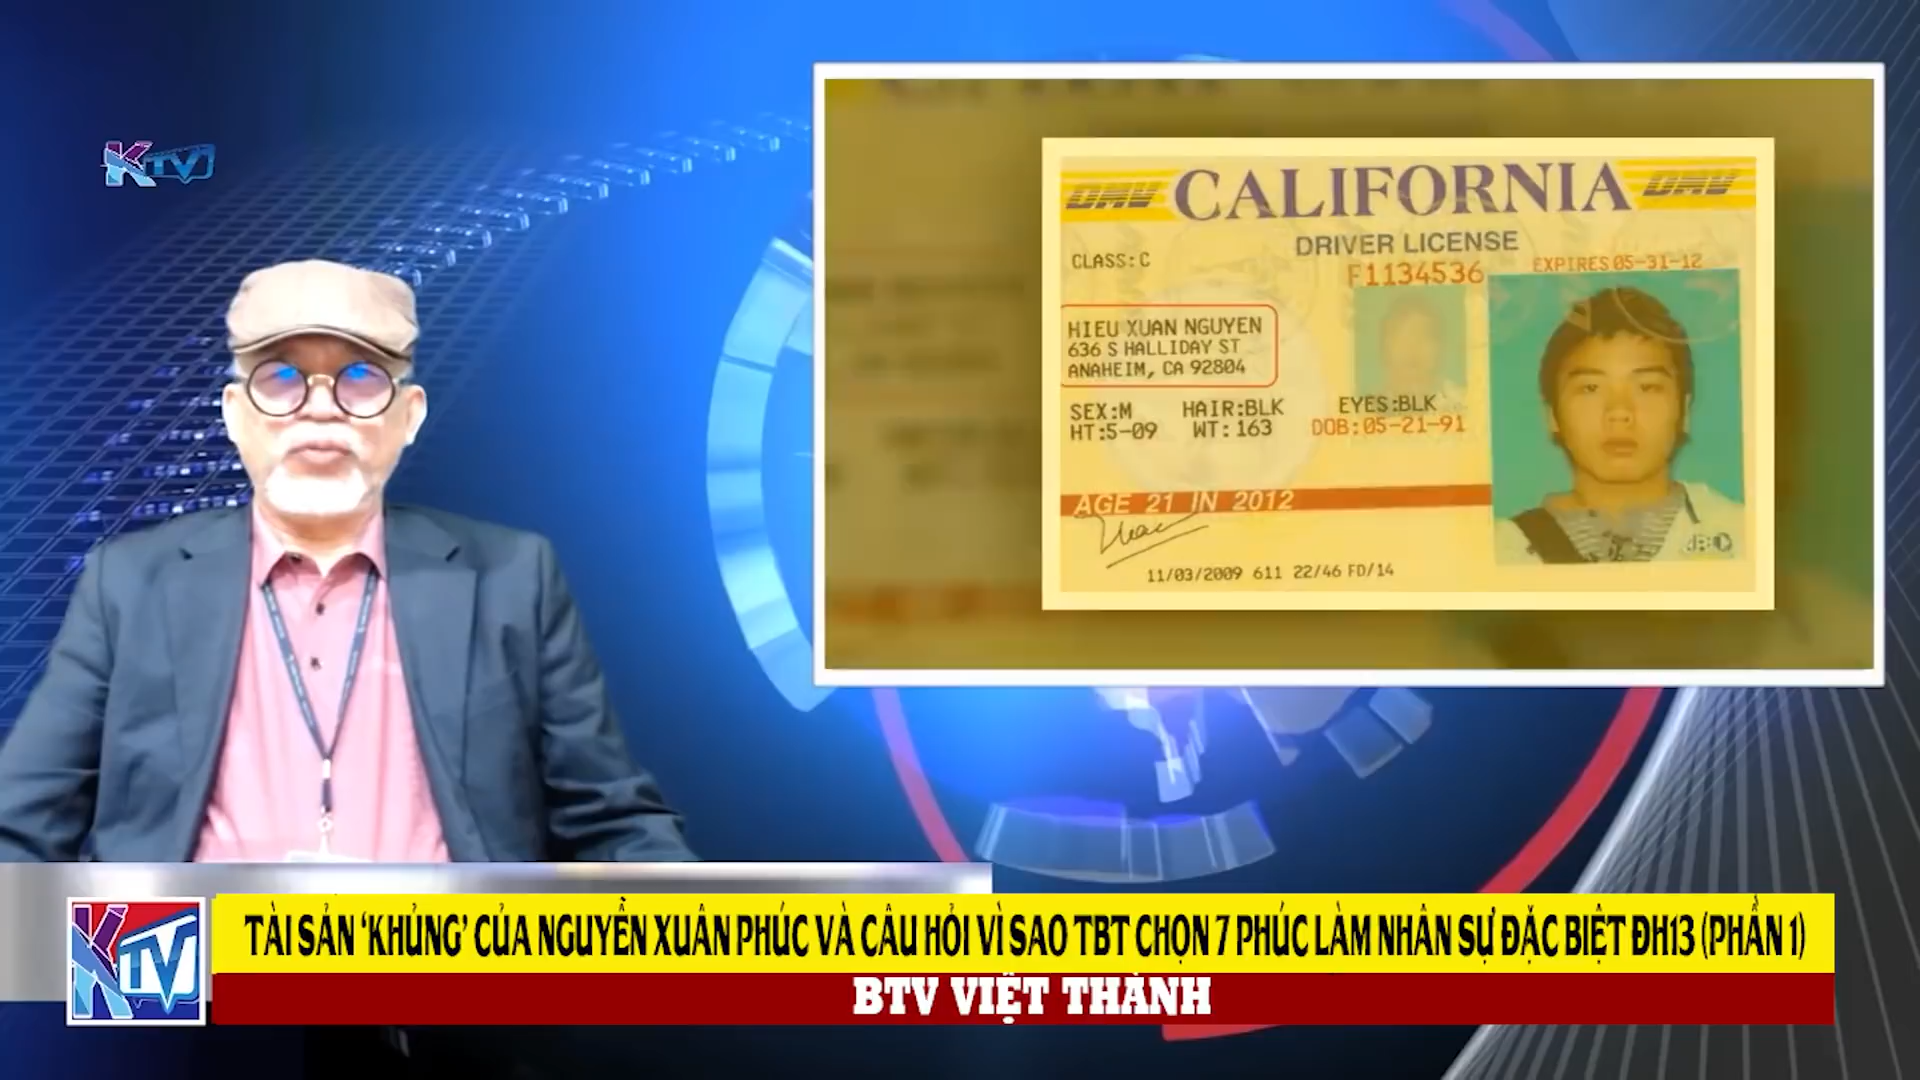 KTV
DMV CALIFORNIA DMV
DRIVER LICENSE
CLASS:C
F1134536
EXPIRES 05-31-12
HIEU XUAN NGUYEN
636 S HALLIDAY ST
ANAHEIM, CA 92804
SEX:M HAIR:BLK EYES:BLK
HT:5-09 WT:163 DOB:05-21-91
AGE 21 IN 2012
11/03/2009 611 22/46 FD/14
KTV
TÀI SẢN ‘KHỦNG’ CỦA NGUYỄN XUÂN PHÚC VÀ CÂU HỎI VÌ SAO TBT CHỌN 7 PHÚC LÀM NHÂN SỰ ĐẶC BIỆT ĐH13 (PHẦN 1)
BTV VIỆT THÀNH